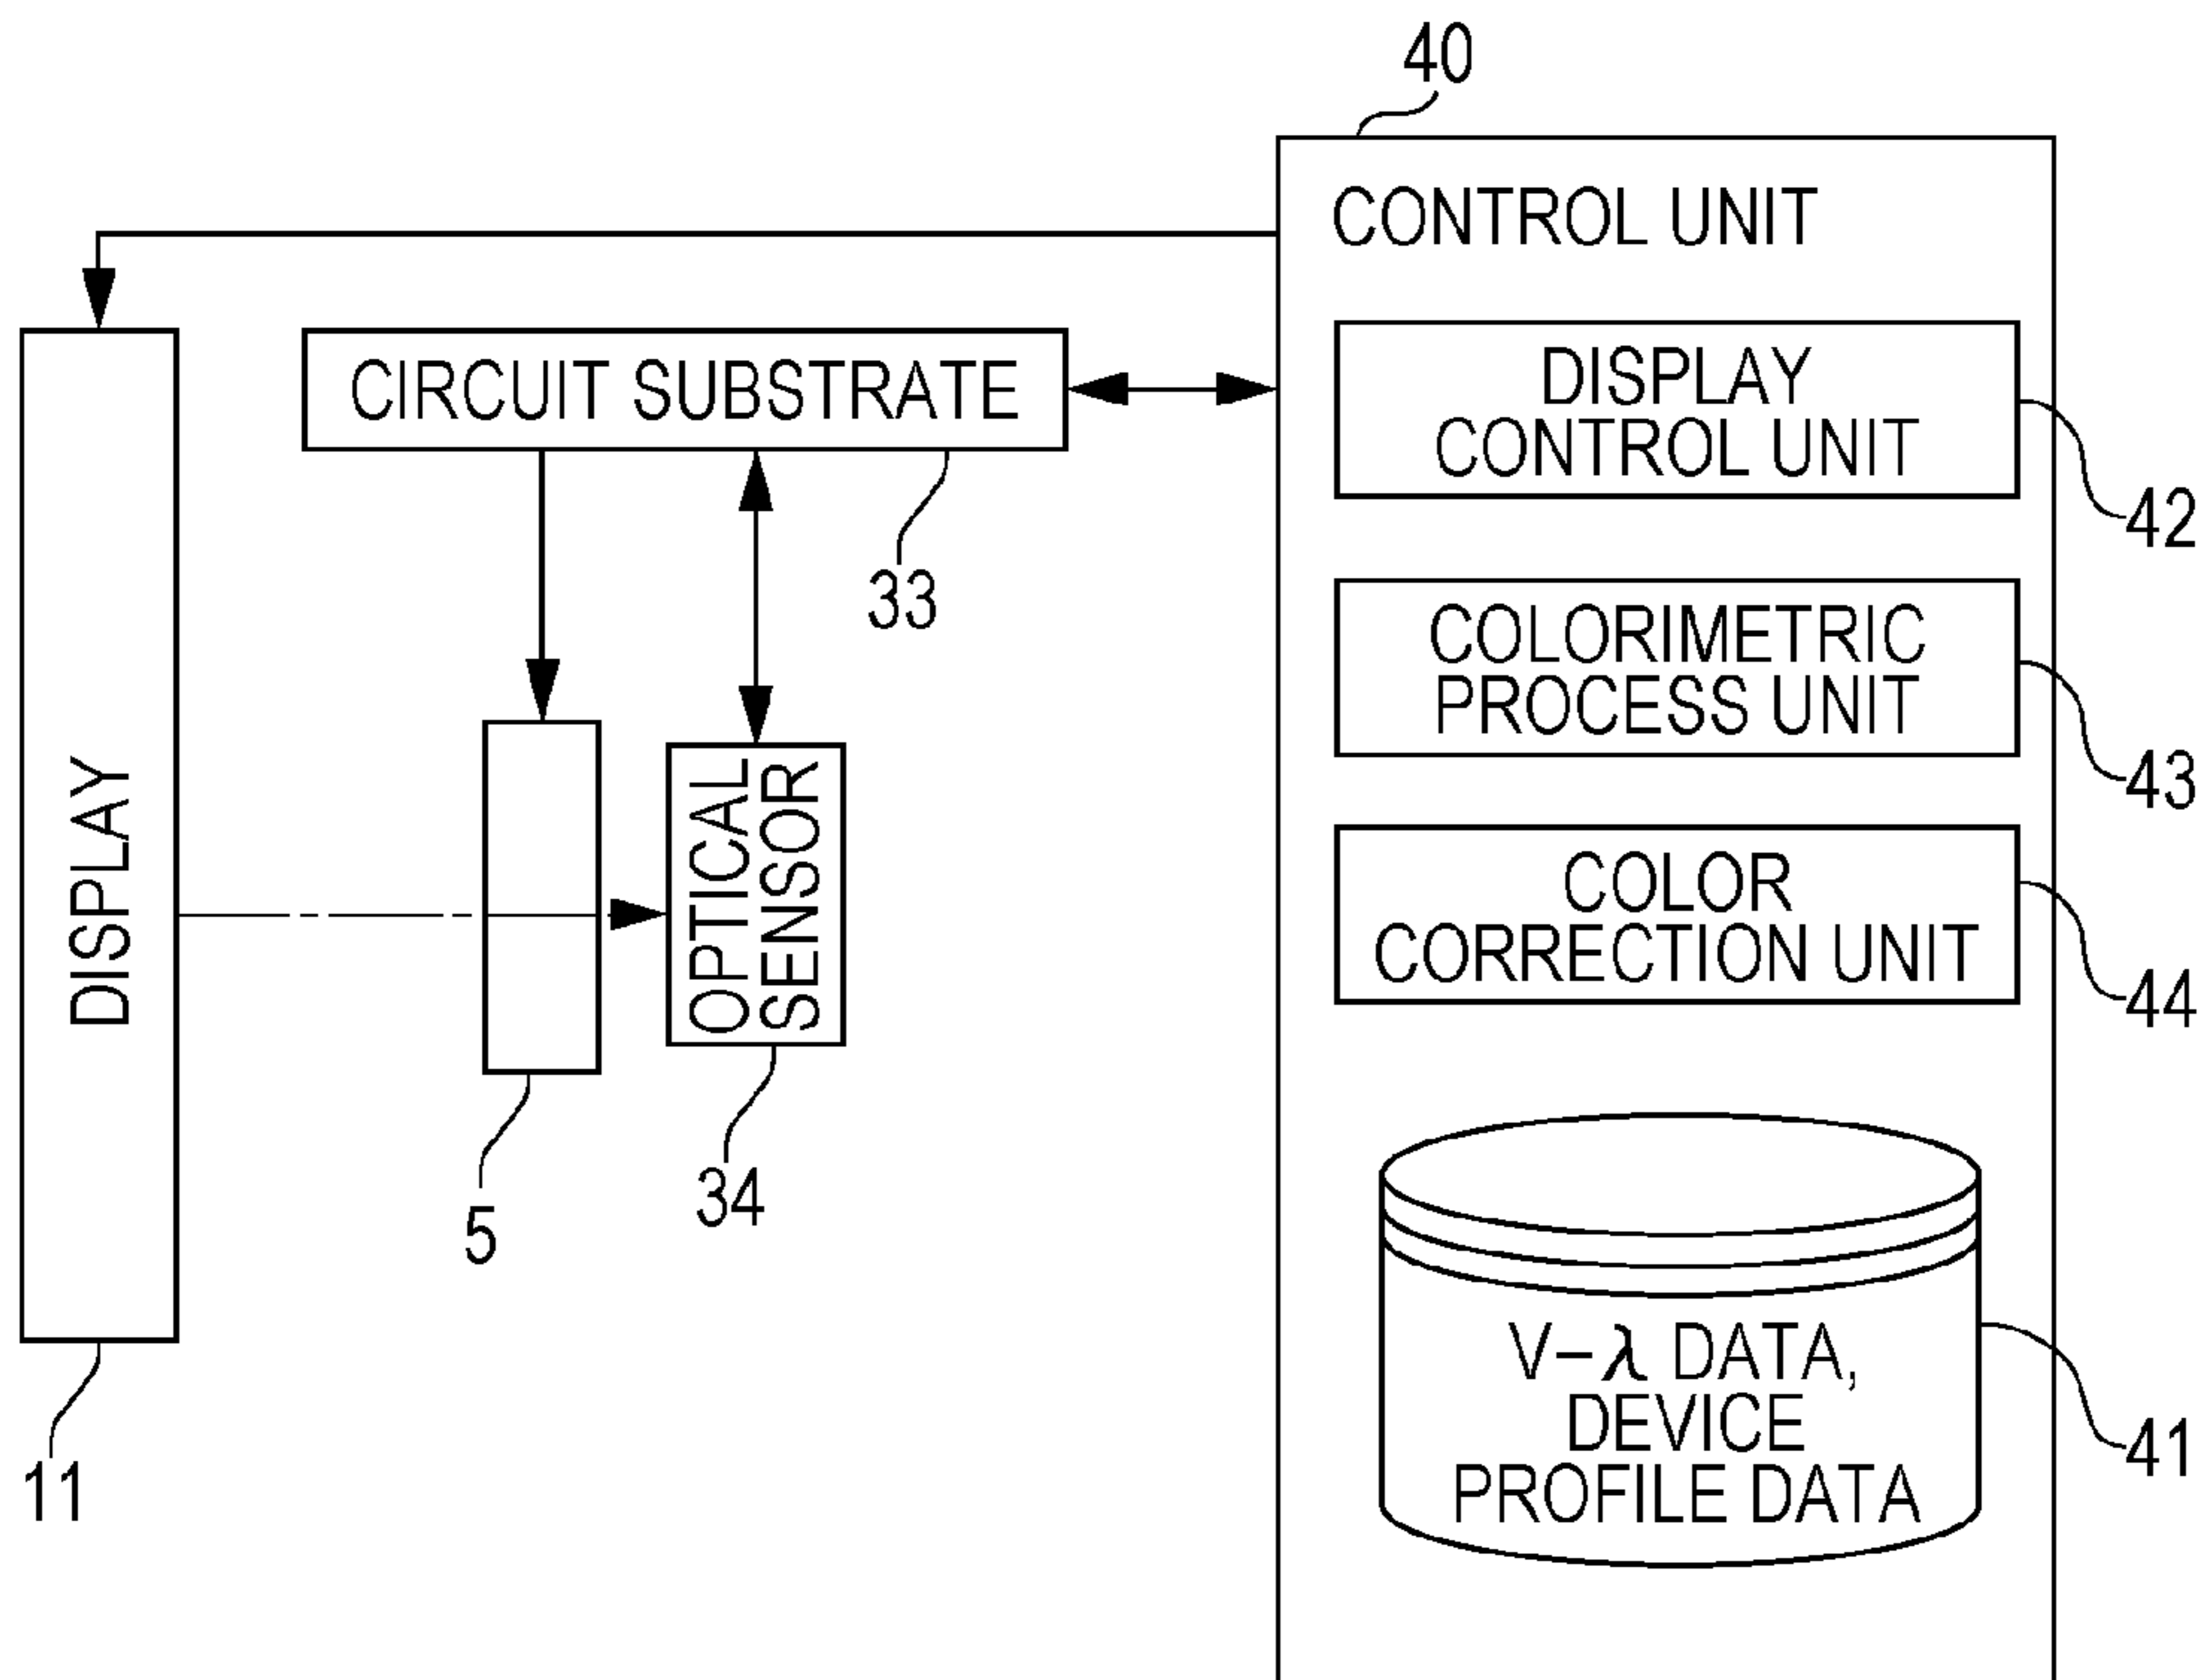 40
CONTROL UNIT
CIRCUIT SUBSTRATE
DISPLAY
CONTROL UNIT
42
33
COLORIMETRIC
PROCESS UNIT
43
DISPLAY
OPTICAL
SENSOR
COLOR
CORRECTION UNIT
44
5
34
V-λ DATA,
DEVICE
PROFILE DATA
41
11